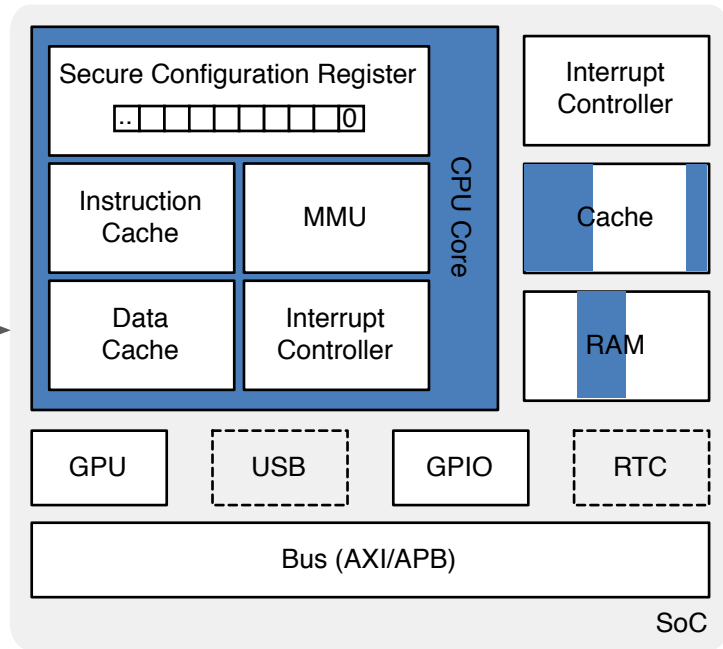 Secure Configuration Register
..
0
Instruction
Cache
MMU
Data
Cache
Interrupt
Controller
CPU Core
Interrupt
Controller
Cache
RAM
GPU
USB
GPIO
RTC
Bus (AXI/APB)
SoC